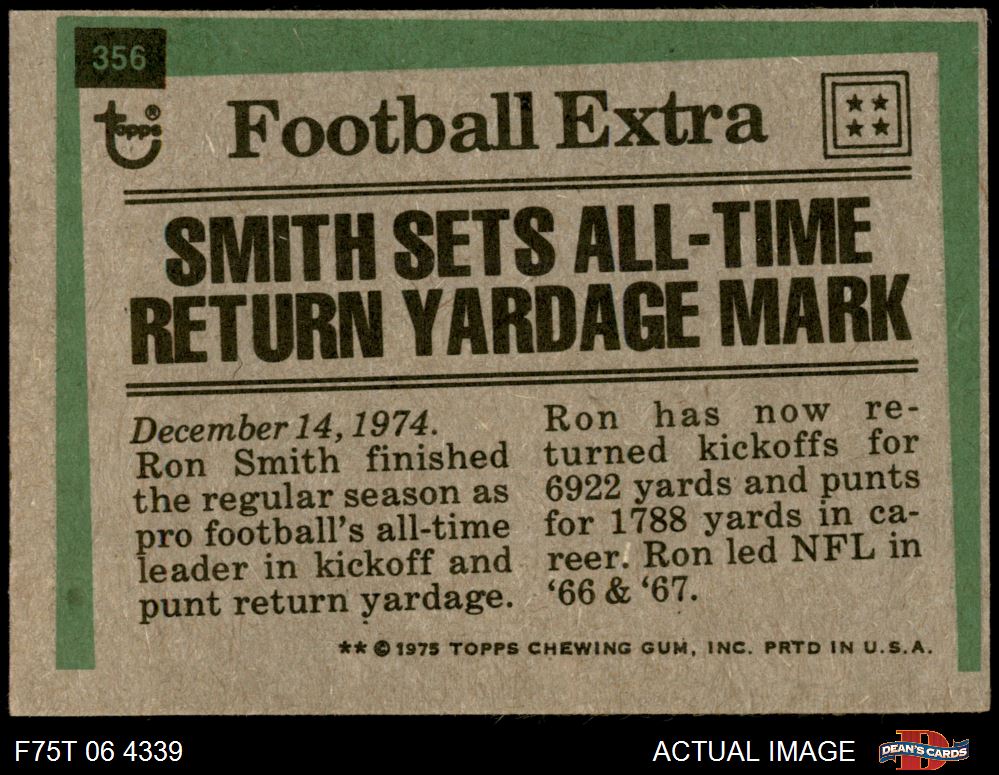 356
topps®
Football Extra
SMITH SETS ALL-TIME
RETURN YARDAGE MARK
December 14, 1974.
Ron Smith finished
the regular season as
pro football's all-time
leader in kickoff and
punt return yardage.
Ron has now re-
turned kickoffs for
6922 yards and punts
for 1788 yards in ca-
reer. Ron led NFL in
‘66 & ‘67.
** © 1975 TOPPS CHEWING GUM, INC. PRTD IN U.S.A.
F75T 06 4339
ACTUAL IMAGE
DEAN'S CARDS